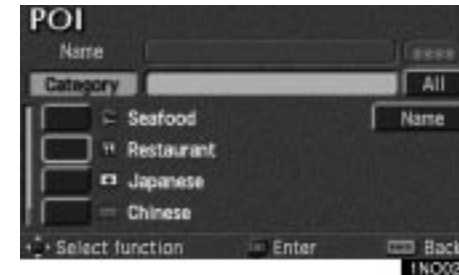 POI
Name
Category All
Seafood Name
Restaurant
Japanese
Chinese
Select function Enter Back